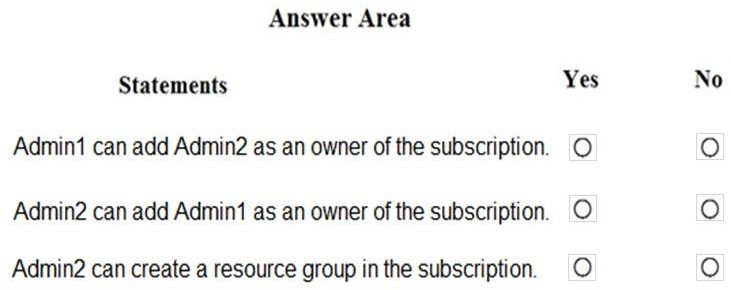 Answer Area
Statements Yes No
Admin1 can add Admin2 as an owner of the subscription.
Admin2 can add Admin1 as an owner of the subscription.
Admin2 can create a resource group in the subscription.